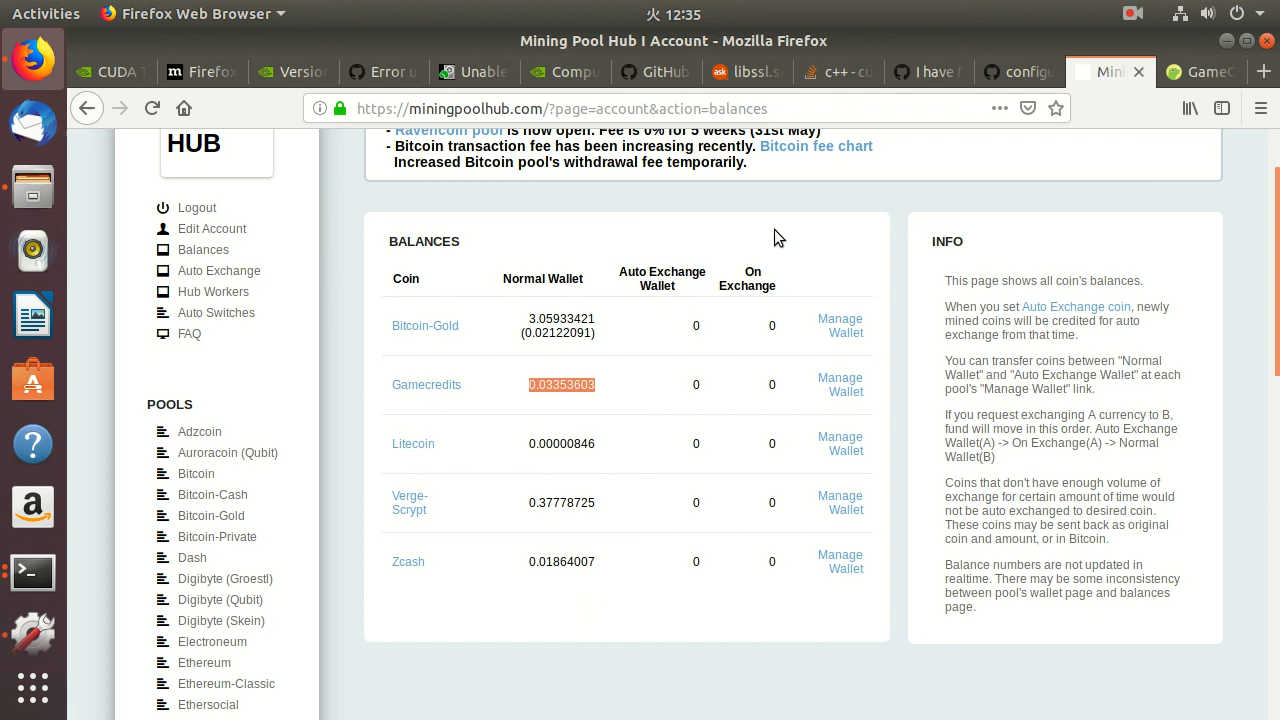 Activities
Firefox Web Browser
火 12:35
Mining Pool Hub I Account - Mozilla Firefox
CUDA T
Firefox
Version
Error u
Unable
Compu
GitHub
libssl.s
c++ - cu
I have f
configu
Mini
GameC
https://miningpoolhub.com/?page=account&action=balances
HUB
- Ravencoin pool is now open. Fee is 0% for 5 weeks (31st May)
- Bitcoin transaction fee has been increasing recently. Bitcoin fee chart
Increased Bitcoin pool's withdrawal fee temporarily.
Logout
Edit Account
Balances
Auto Exchange
Hub Workers
Auto Switches
FAQ
POOLS
Adzcoin
Auroracoin (Qubit)
Bitcoin
Bitcoin-Cash
Bitcoin-Gold
Bitcoin-Private
Dash
Digibyte (Groestl)
Digibyte (Qubit)
Digibyte (Skein)
Electroneum
Ethereum
Ethereum-Classic
Ethersocial
BALANCES
Coin Normal Wallet Auto Exchange Wallet On Exchange
Bitcoin-Gold 3.05933421 (0.02122091) 0 0 Manage Wallet
Gamecredits 0.03353603 0 0 Manage Wallet
Litecoin 0.00000846 0 0 Manage Wallet
Verge-Scrypt 0.37778725 0 0 Manage Wallet
Zcash 0.01864007 0 0 Manage Wallet
INFO
This page shows all coin's balances.
When you set Auto Exchange coin, newly
mined coins will be credited for auto
exchange from that time.
You can transfer coins between "Normal
Wallet" and "Auto Exchange Wallet" at each
pool's "Manage Wallet" link.
If you request exchanging A currency to B,
fund will move in this order. Auto Exchange
Wallet(A) -> On Exchange(A) -> Normal
Wallet(B)
Coins that don't have enough volume of
exchange for certain amount of time would
not be auto exchanged to desired coin.
These coins may be sent back as original
coin and amount, or in Bitcoin.
Balance numbers are not updated in
realtime. There may be some inconsistency
between pool's wallet page and balances
page.